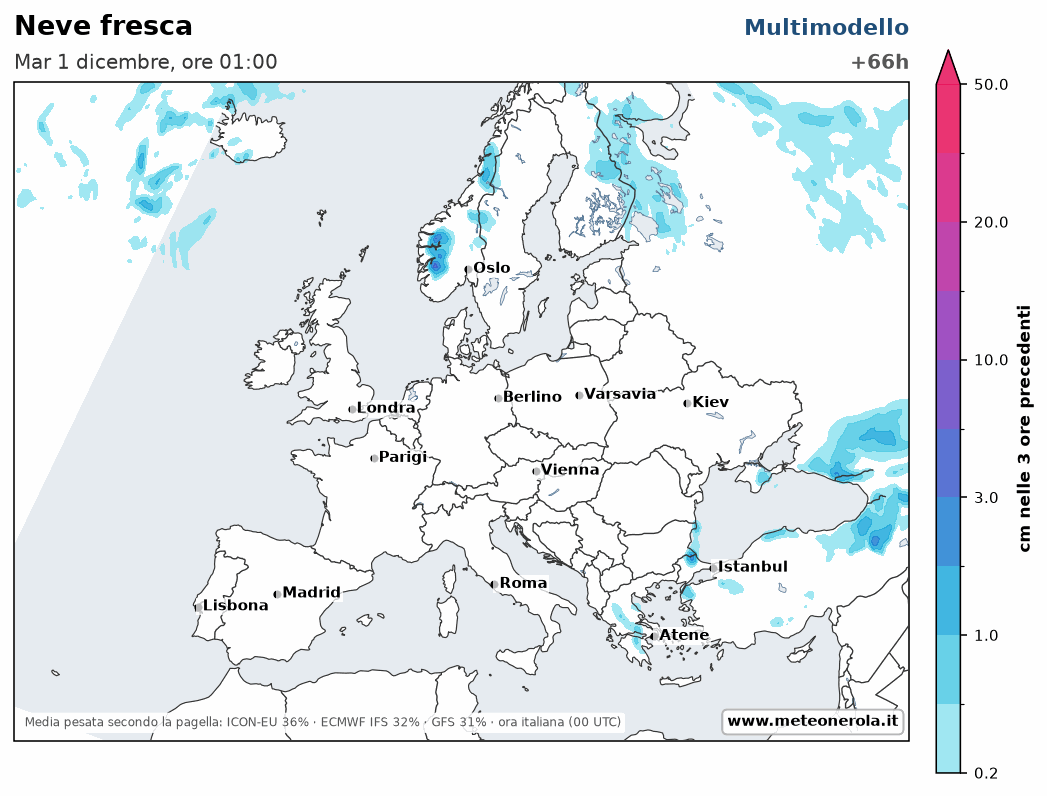 Neve fresca
Multimodello
Mar 1 dicembre, ore 01:00
+66h
50.0
20.0
10.0
3.0
1.0
0.2
cm nelle 3 ore precedenti
Oslo
Berlino
Varsavia
Kiev
Londra
Parigi
Vienna
Istanbul
Roma
Madrid
Lisbona
Atene
Media pesata secondo la pagella: ICON-EU 36% · ECMWF IFS 32% · GFS 31% · ora italiana (00 UTC)
www.meteonerola.it